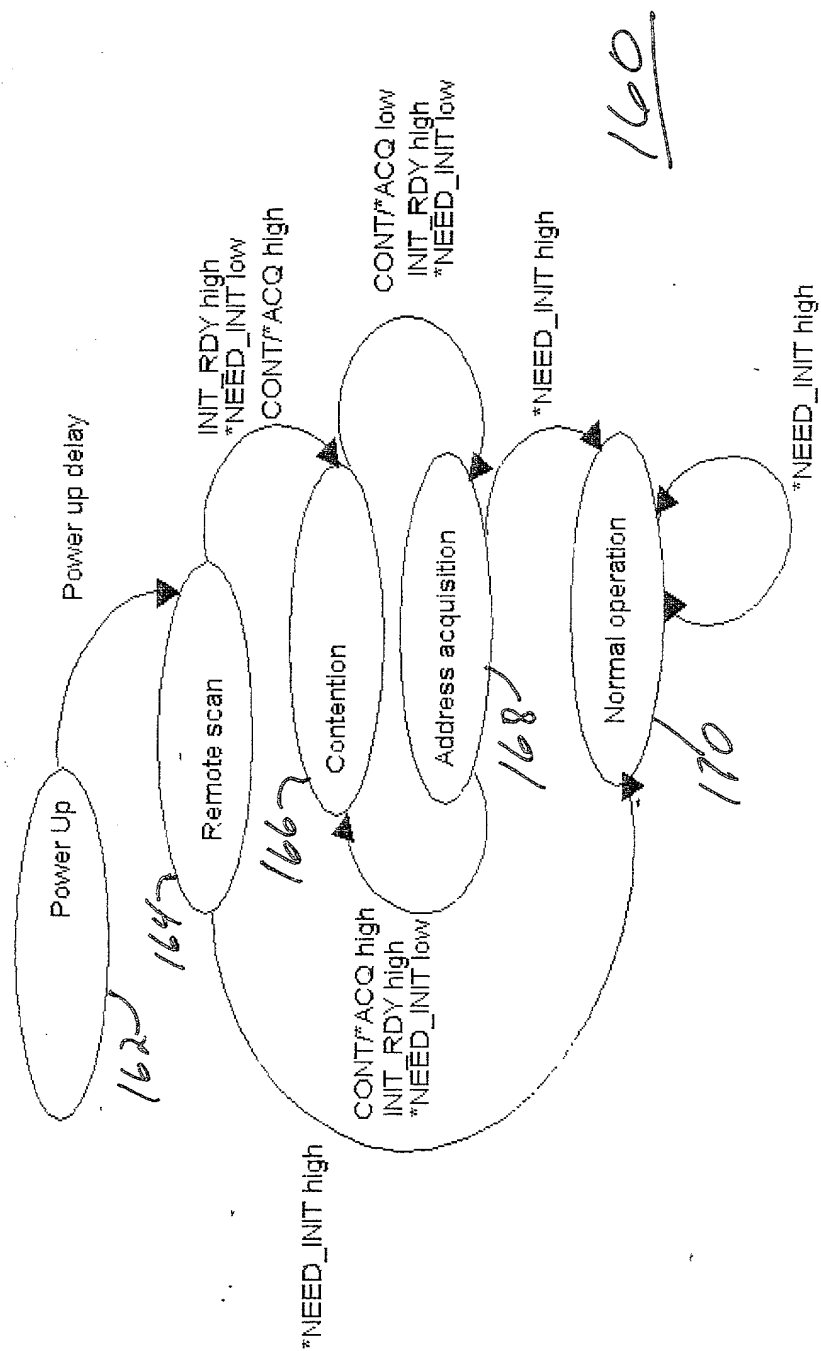 Power Up
162
Power up delay
164
Remote scan
INIT_RDY high
*NEED_INIT low
CONT/*ACQ high
166
Contention
CONT/*ACQ low
INIT_RDY high
*NEED_INIT low
CONT/*ACQ high
INIT_RDY high
*NEED_INIT low
Address acquisition
168
*NEED_INIT high
*NEED_INIT high
Normal operation
170
*NEED_INIT high
160